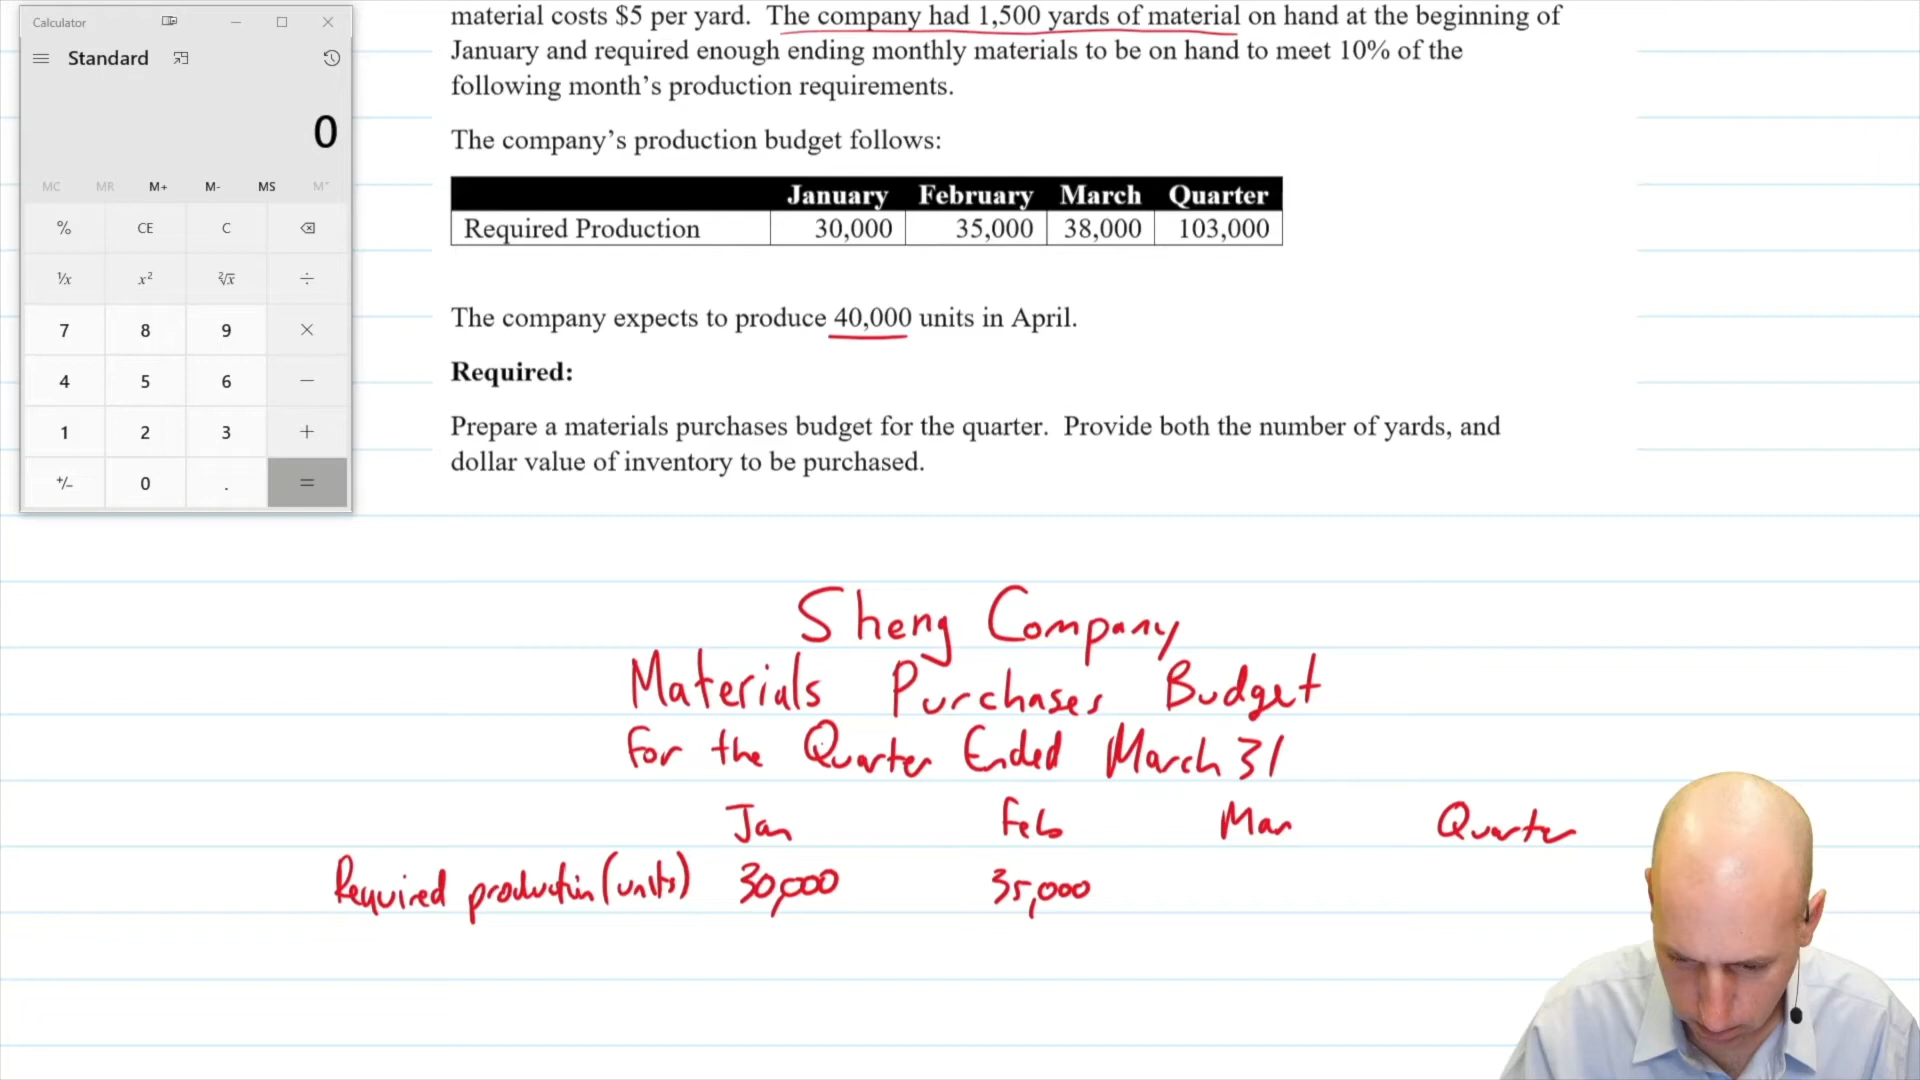 Calculator
Standard
0
MC MR M+ M- MS M˅
% CE C
¹/x x² ²√x ÷
7 8 9 ×
4 5 6 −
1 2 3 +
+/− 0 . =
material costs $5 per yard. The company had 1,500 yards of material on hand at the beginning of
January and required enough ending monthly materials to be on hand to meet 10% of the
following month’s production requirements.
The company’s production budget follows:
January February March Quarter
Required Production 30,000 35,000 38,000 103,000
The company expects to produce 40,000 units in April.
Required:
Prepare a materials purchases budget for the quarter. Provide both the number of yards, and
dollar value of inventory to be purchased.
Sheng Company
Materials Purchases Budget
For the Quarter Ended March 31
Jan Feb Mar Quarter
Required production (units) 30,000 35,000